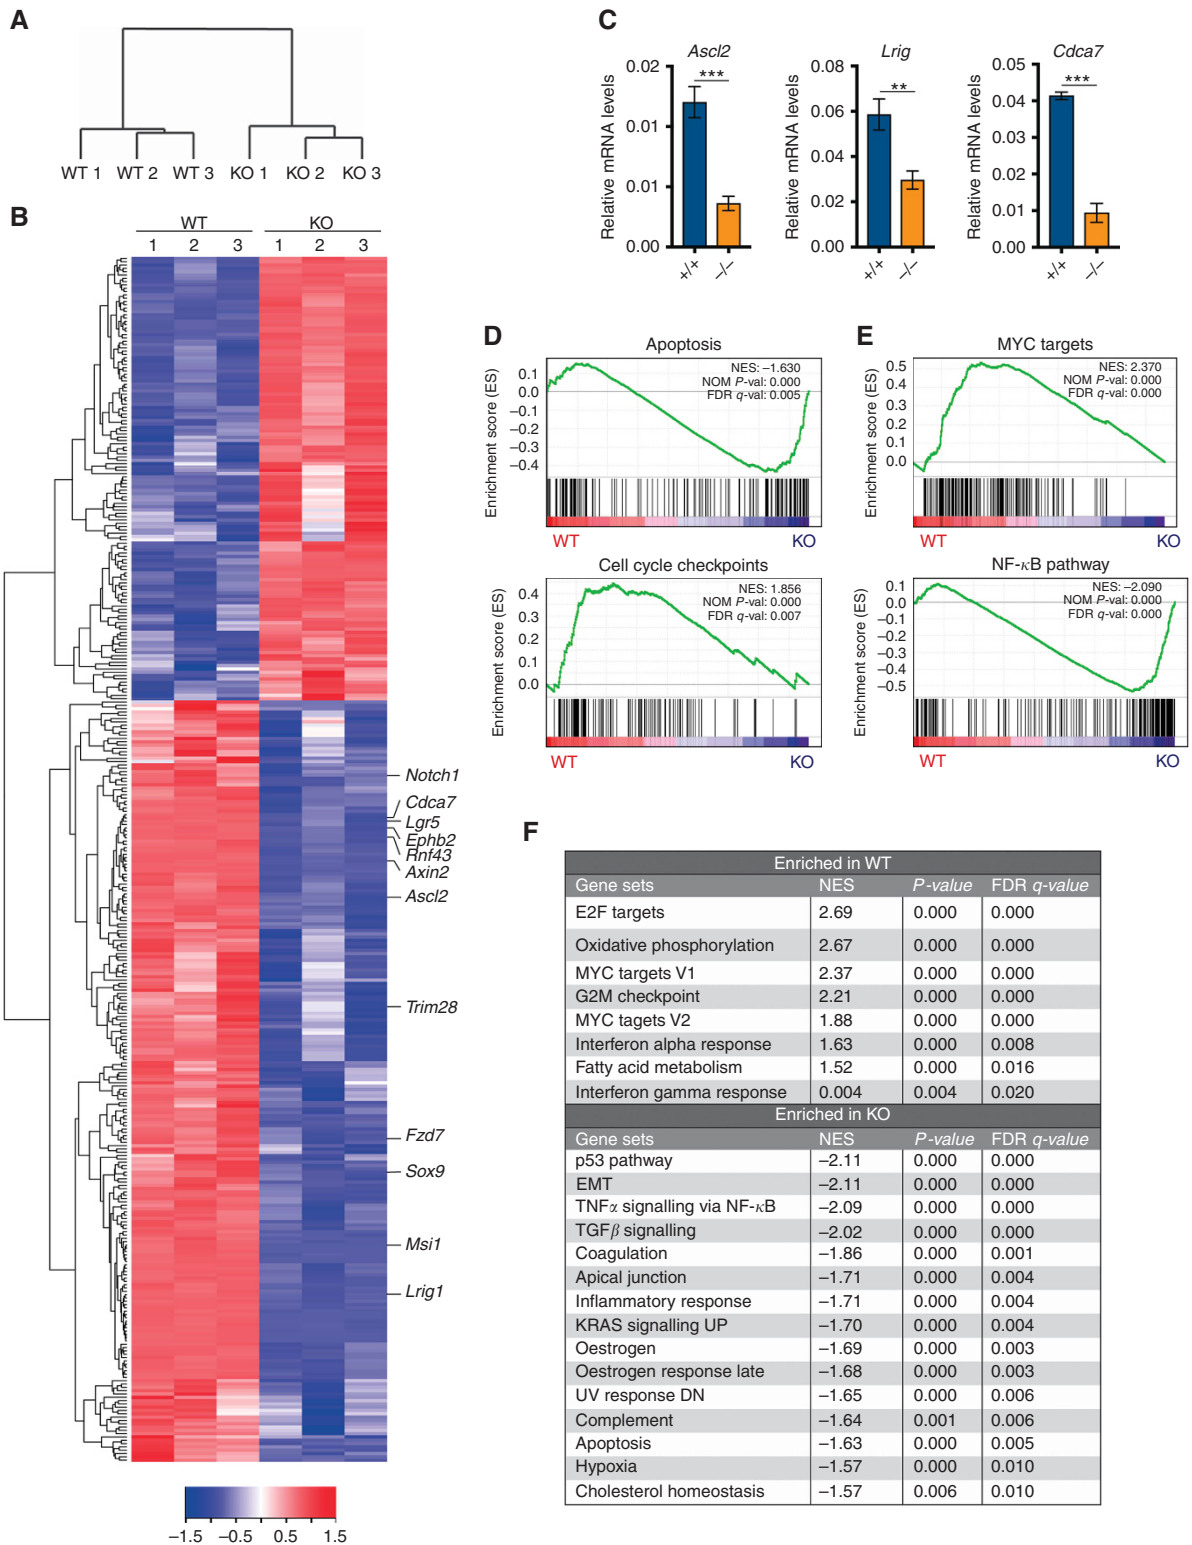 A
WT 1 WT 2 WT 3 KO 1 KO 2 KO 3
B
WT KO
1 2 3 1 2 3
Notch1
Cdca7
Lgr5
Ephb2
Rnf43
Axin2
Ascl2
Trim28
Fzd7
Sox9
Msi1
Lrig1
−1.5 −0.5 0.5 1.5
C
Ascl2
Relative mRNA levels
0.02
0.01
0.01
0.00
***
+/+ −/−
Lrig
Relative mRNA levels
0.08
0.06
0.04
0.02
0.00
**
+/+ −/−
Cdca7
Relative mRNA levels
0.05
0.04
0.03
0.02
0.01
0.00
***
+/+ −/−
D
Apoptosis
Enrichment score (ES)
0.1
0.0
−0.1
−0.2
−0.3
−0.4
NES: −1.630
NOM P-val: 0.000
FDR q-val: 0.005
WT KO
Cell cycle checkpoints
Enrichment score (ES)
0.4
0.3
0.2
0.1
0.0
NES: 1.856
NOM P-val: 0.000
FDR q-val: 0.007
WT KO
E
MYC targets
Enrichment score (ES)
0.5
0.4
0.3
0.2
0.1
0.0
NES: 2.370
NOM P-val: 0.000
FDR q-val: 0.000
WT KO
NF-κB pathway
Enrichment score (ES)
0.1
0.0
−0.1
−0.2
−0.3
−0.4
−0.5
NES: −2.090
NOM P-val: 0.000
FDR q-val: 0.000
WT KO
F
Enriched in WT
Gene sets NES P-value FDR q-value
E2F targets 2.69 0.000 0.000
Oxidative phosphorylation 2.67 0.000 0.000
MYC targets V1 2.37 0.000 0.000
G2M checkpoint 2.21 0.000 0.000
MYC tagets V2 1.88 0.000 0.000
Interferon alpha response 1.63 0.000 0.008
Fatty acid metabolism 1.52 0.000 0.016
Interferon gamma response 0.004 0.004 0.020
Enriched in KO
Gene sets NES P-value FDR q-value
p53 pathway −2.11 0.000 0.000
EMT −2.11 0.000 0.000
TNFα signalling via NF-κB −2.09 0.000 0.000
TGFβ signalling −2.02 0.000 0.000
Coagulation −1.86 0.000 0.001
Apical junction −1.71 0.000 0.004
Inflammatory response −1.71 0.000 0.004
KRAS signalling UP −1.70 0.000 0.004
Oestrogen −1.69 0.000 0.003
Oestrogen response late −1.68 0.000 0.003
UV response DN −1.65 0.000 0.006
Complement −1.64 0.001 0.006
Apoptosis −1.63 0.000 0.005
Hypoxia −1.57 0.000 0.010
Cholesterol homeostasis −1.57 0.006 0.010